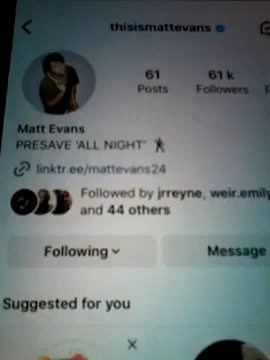 thisismattevans
61 61 k
Posts Followers
Matt Evans
PRESAVE 'ALL NIGHT'
linktr.ee/mattevans24
Followed by jrreyne, weir.emily
and 44 others
Following Message
Suggested for you